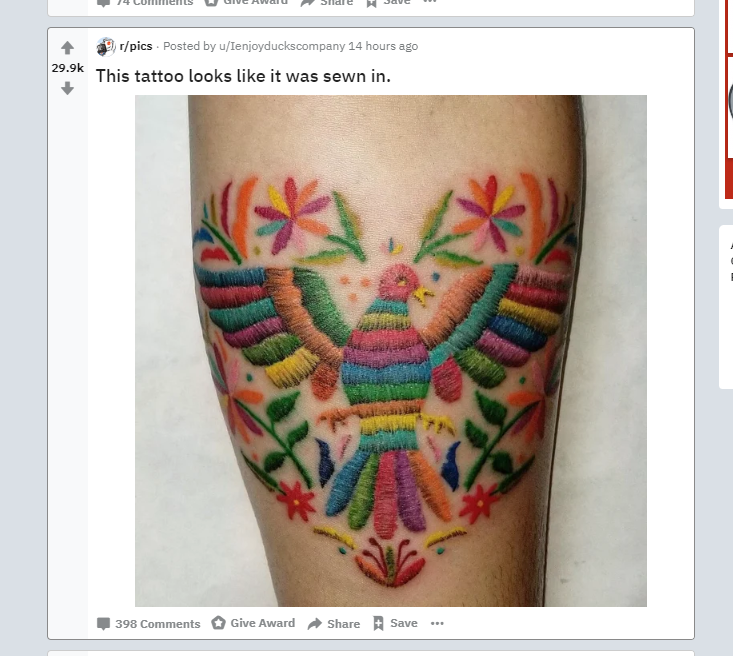 74 Comments Give Award Share Save ...
r/pics · Posted by u/Ienjoyduckscompany 14 hours ago
29.9k
This tattoo looks like it was sewn in.
398 Comments Give Award Share Save ...